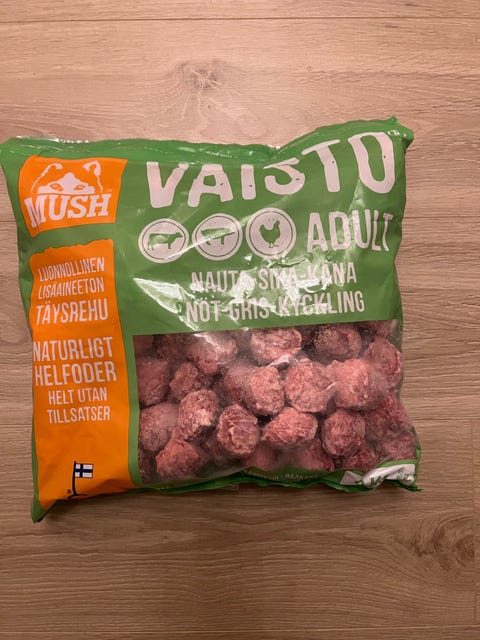 MUSH
VAISTO
ADULT
NAUTA-SIKA-KANA
NÖT-GRIS-KYCKLING
LUONNOLLINEN
LISÄAINEETON
TÄYSREHU
NATURLIGT
HELFODER
HELT UTAN
TILLSATSER